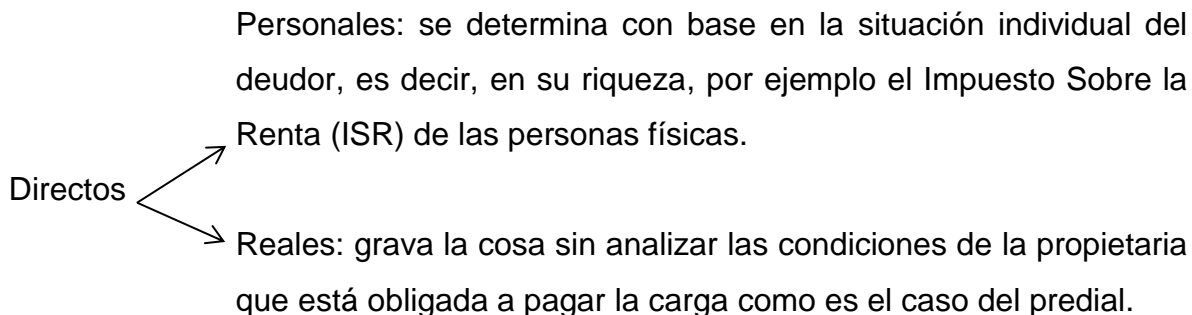 Personales: se determina con base en la situación individual del
deudor, es decir, en su riqueza, por ejemplo el Impuesto Sobre la
Renta (ISR) de las personas físicas.
Directos
Reales: grava la cosa sin analizar las condiciones de la propietaria
que está obligada a pagar la carga como es el caso del predial.